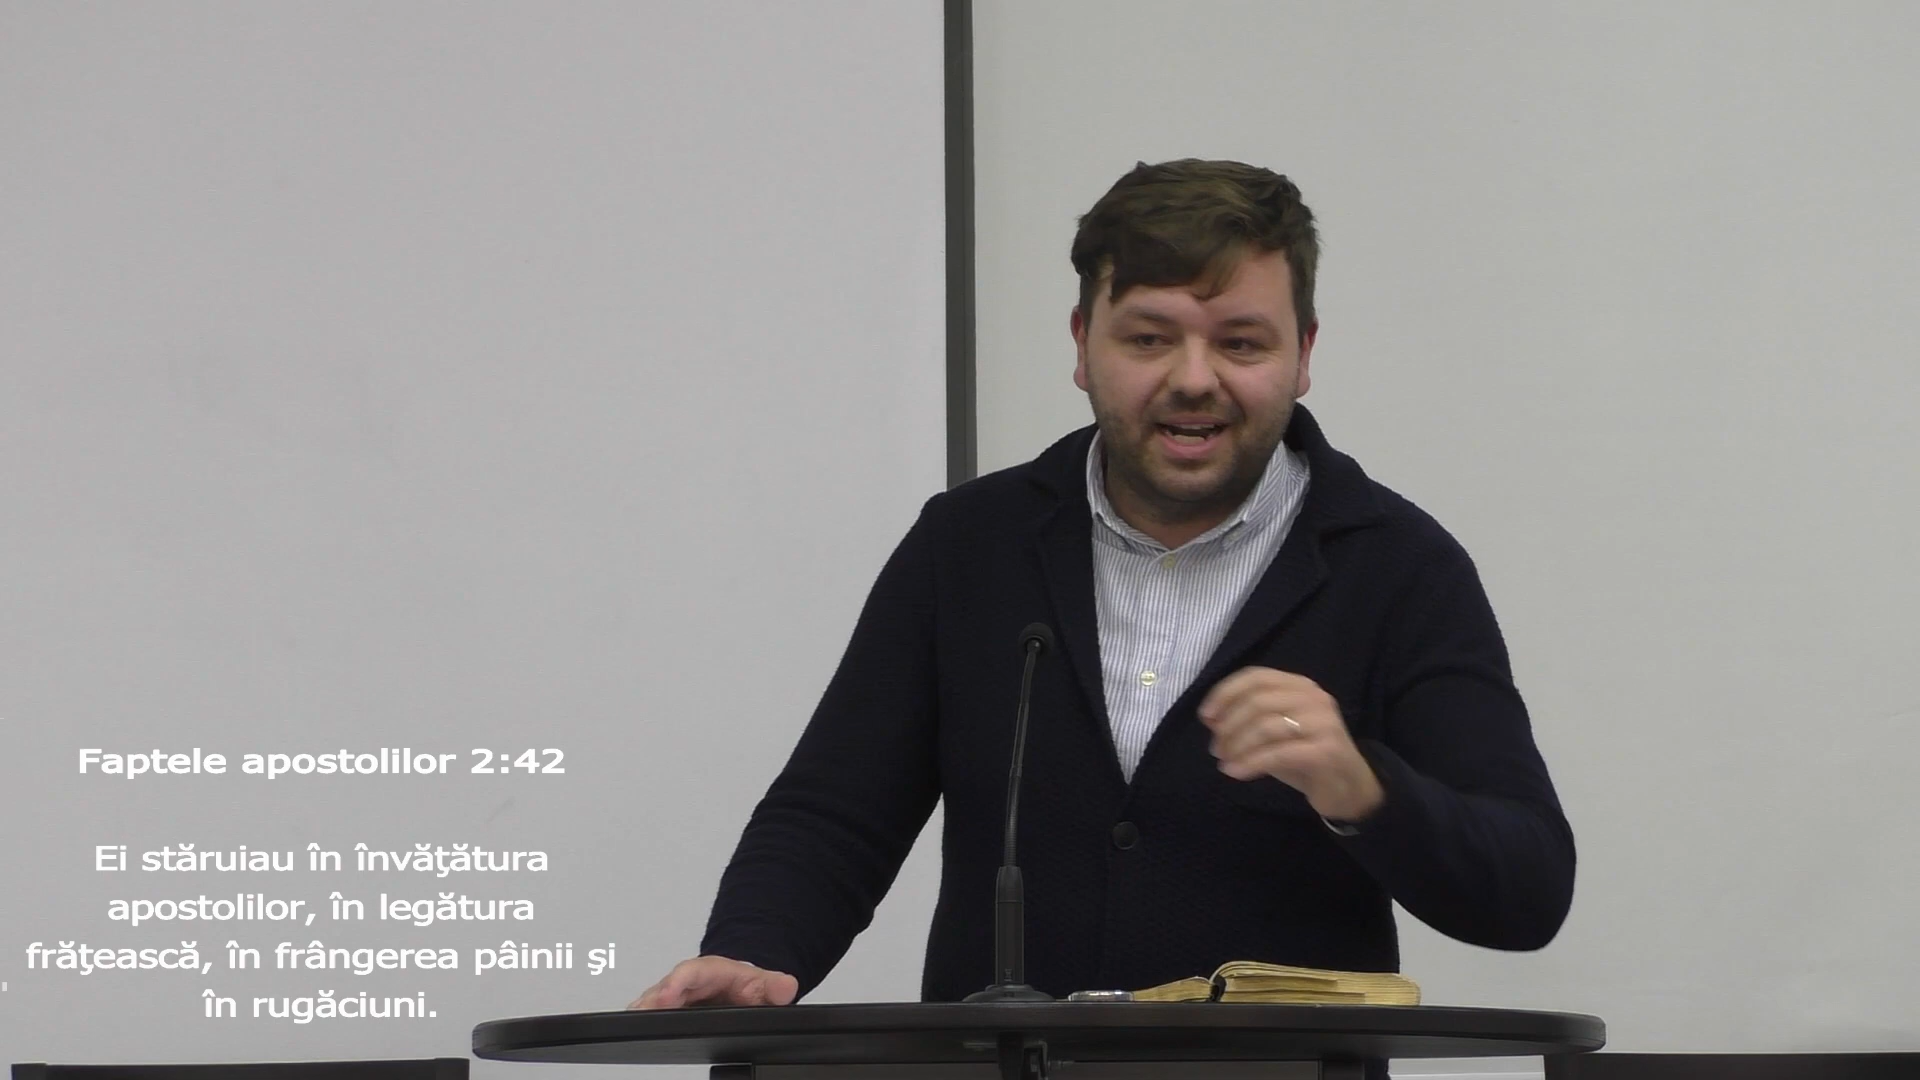 Faptele apostolilor 2:42
Ei stăruiau în învăţătura
apostolilor, în legătura
frăţească, în frângerea pâinii şi
în rugăciuni.